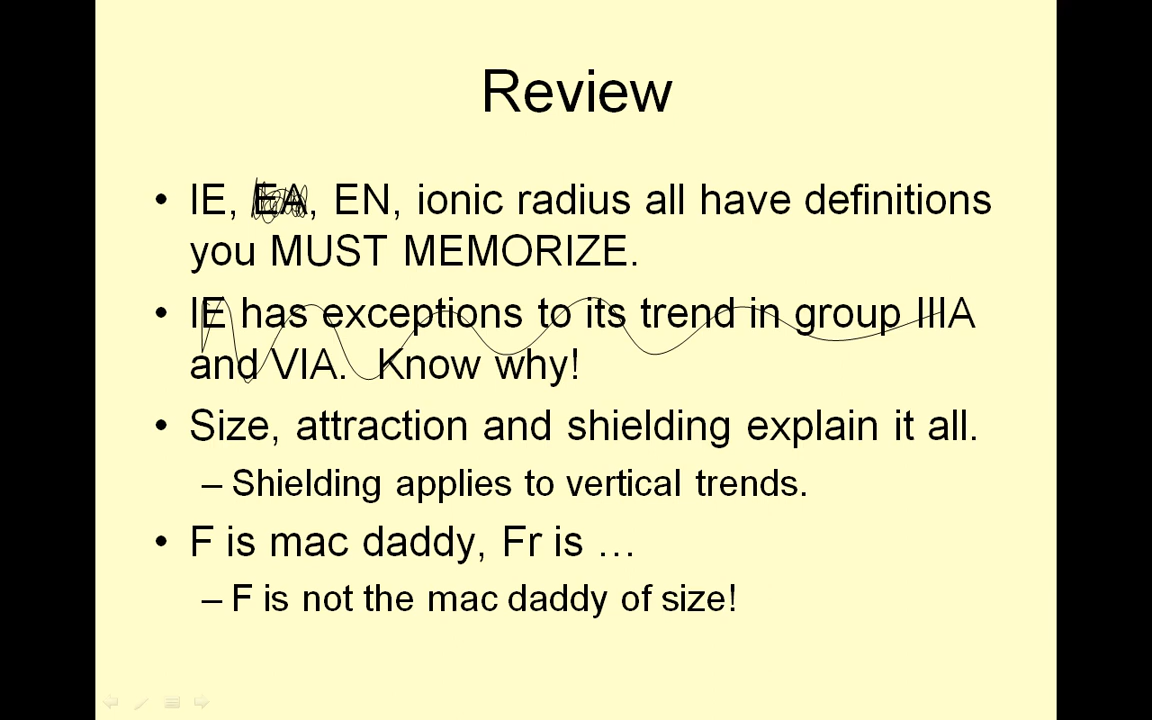 Review
• IE, EA, EN, ionic radius all have definitions
you MUST MEMORIZE.
• IE has exceptions to its trend in group IIIA
and VIA. Know why!
• Size, attraction and shielding explain it all.
– Shielding applies to vertical trends.
• F is mac daddy, Fr is …
– F is not the mac daddy of size!